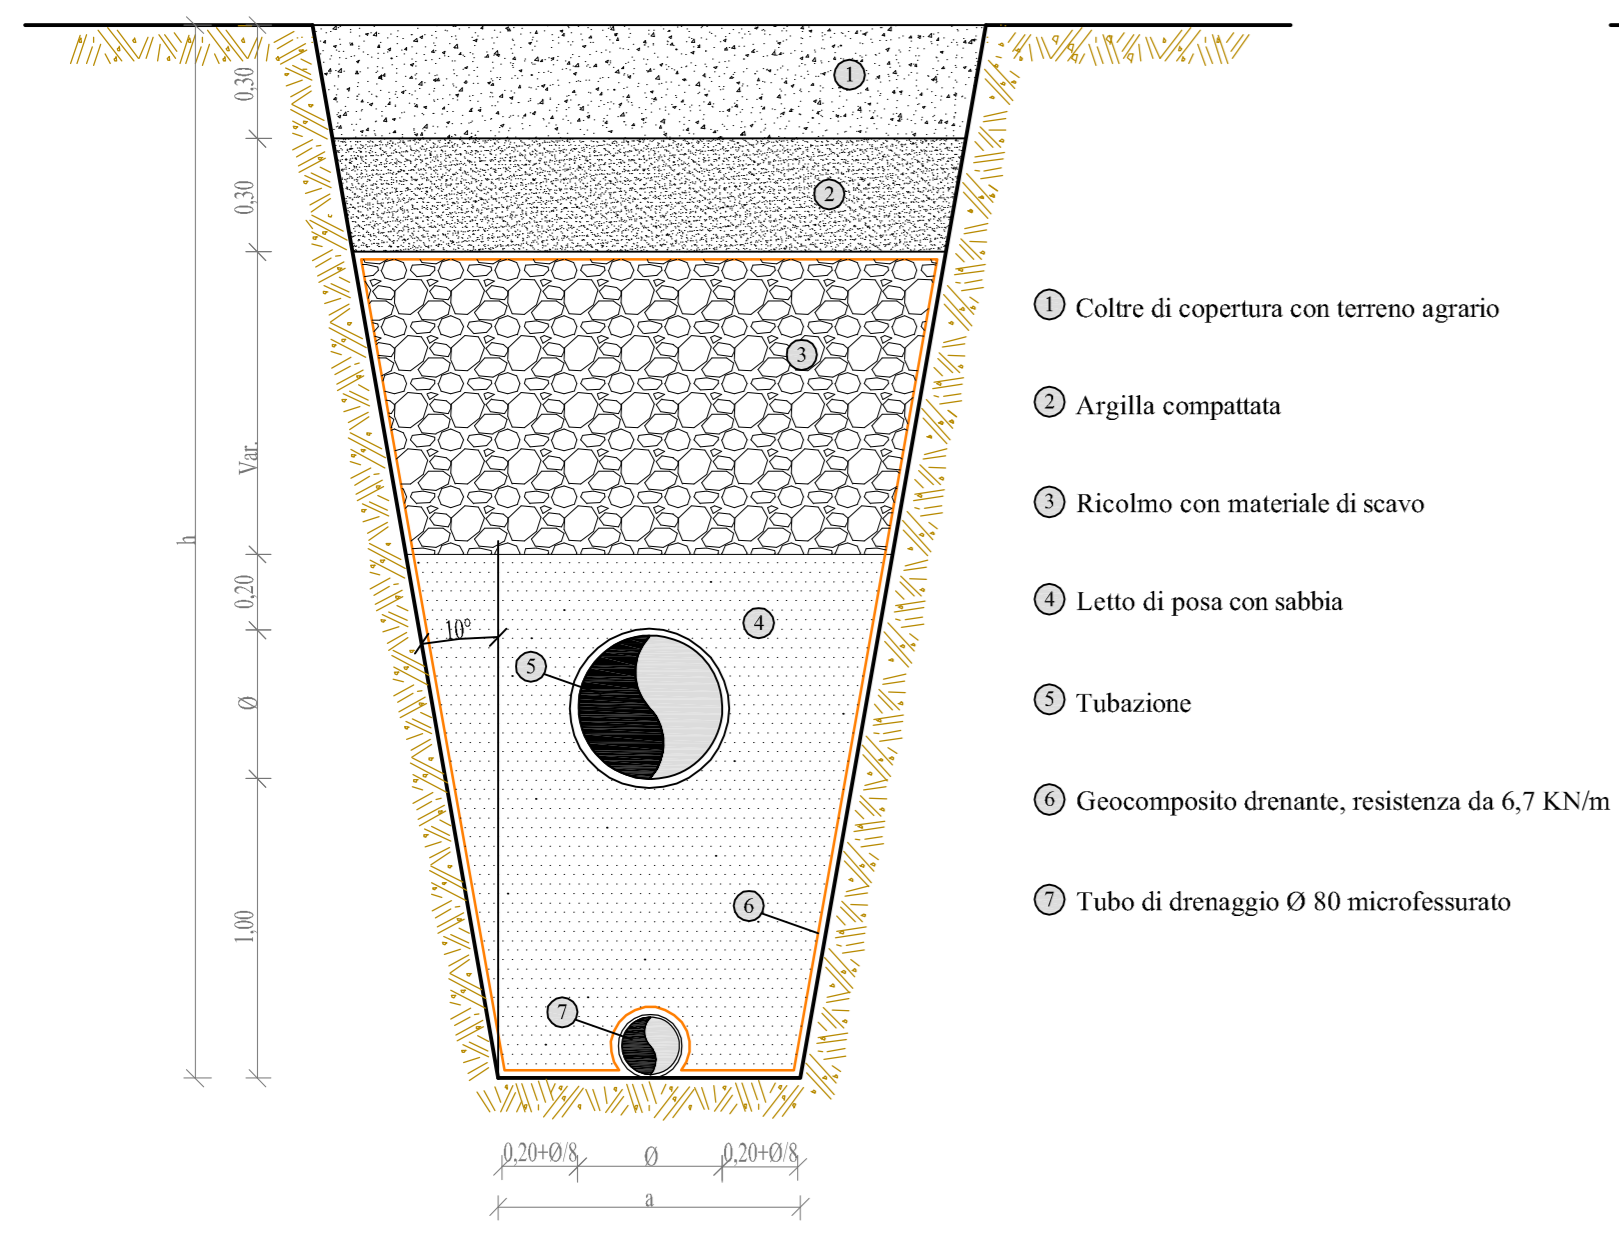 0,30
1
0,30
2
3
Var.
h
0,20
10°
4
5
Ø
6
1,00
7
0,20+Ø/8
Ø
0,20+Ø/8
a
1 Coltre di copertura con terreno agrario
2 Argilla compattata
3 Ricolmo con materiale di scavo
4 Letto di posa con sabbia
5 Tubazione
6 Geocomposito drenante, resistenza da 6,7 KN/m
7 Tubo di drenaggio Ø 80 microfessurato